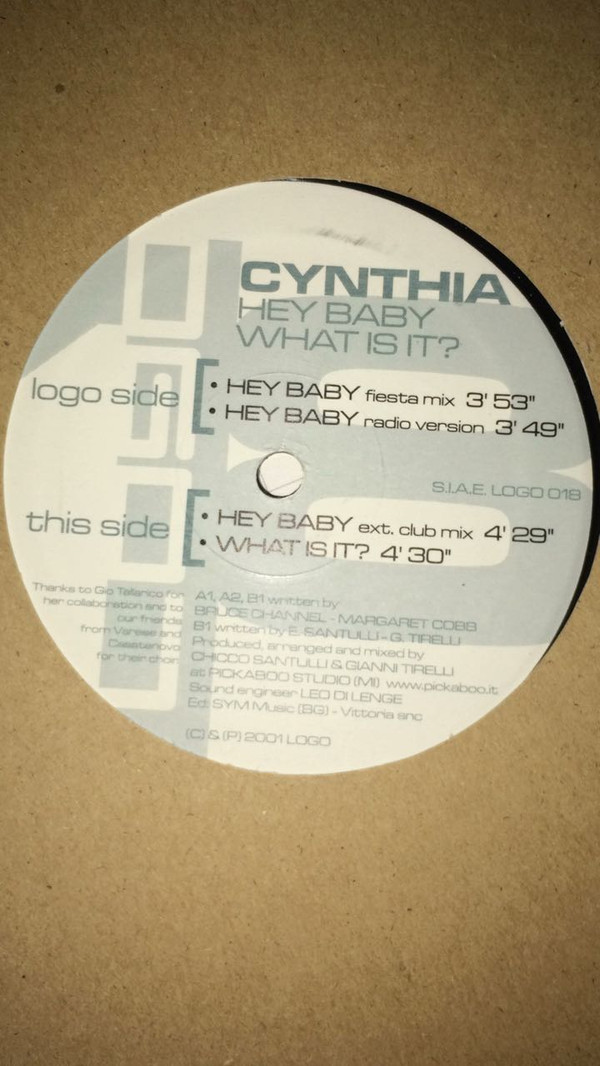 CYNTHIA
HEY BABY
WHAT IS IT?
logo side
• HEY BABY fiesta mix 3'53"
• HEY BABY radio version 3'49"
S.I.A.E. LOGO 018
this side
• HEY BABY ext. club mix 4'29"
• WHAT IS IT? 4'30"
Thanks to Gio Tallarico for
her collaboration and to
our friends
from Varese and
Casatenovo
for their choir
A1, A2, B1 written by
BRUCE CHANNEL - MARGARET COBB
B1 written by E. SANTULLI - G. TIRELLI
Produced, arranged and mixed by
CHICCO SANTULLI & GIANNI TIRELLI
at PICKABOO STUDIO (MI) www.pickaboo.it
Sound engineer LEO DI LENGE
Ed: SYM Music (BG) - Vittoria snc
(C) & (P) 2001 LOGO